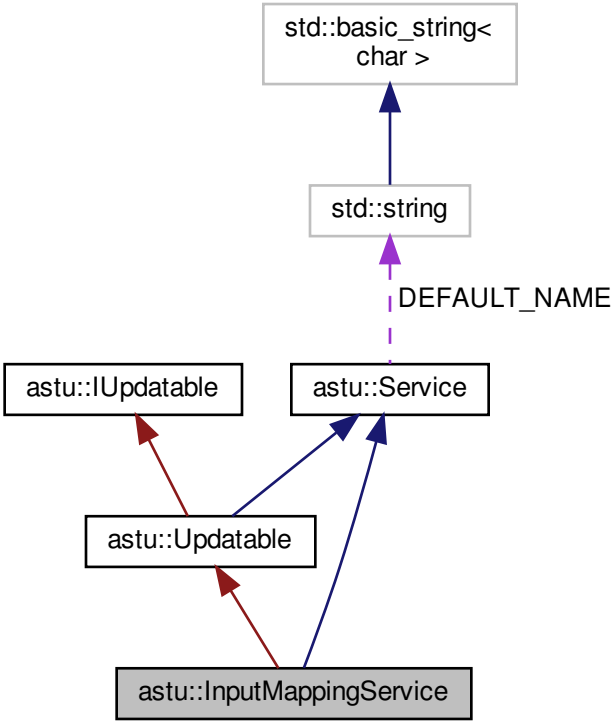 std::basic_string<
char >
std::string
DEFAULT_NAME
astu::IUpdatable
astu::Service
astu::Updatable
astu::InputMappingService